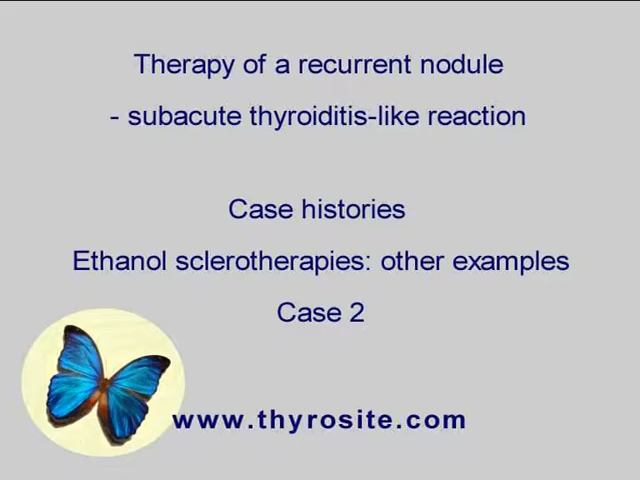 Therapy of a recurrent nodule
- subacute thyroiditis-like reaction
Case histories
Ethanol sclerotherapies: other examples
Case 2
www.thyrosite.com